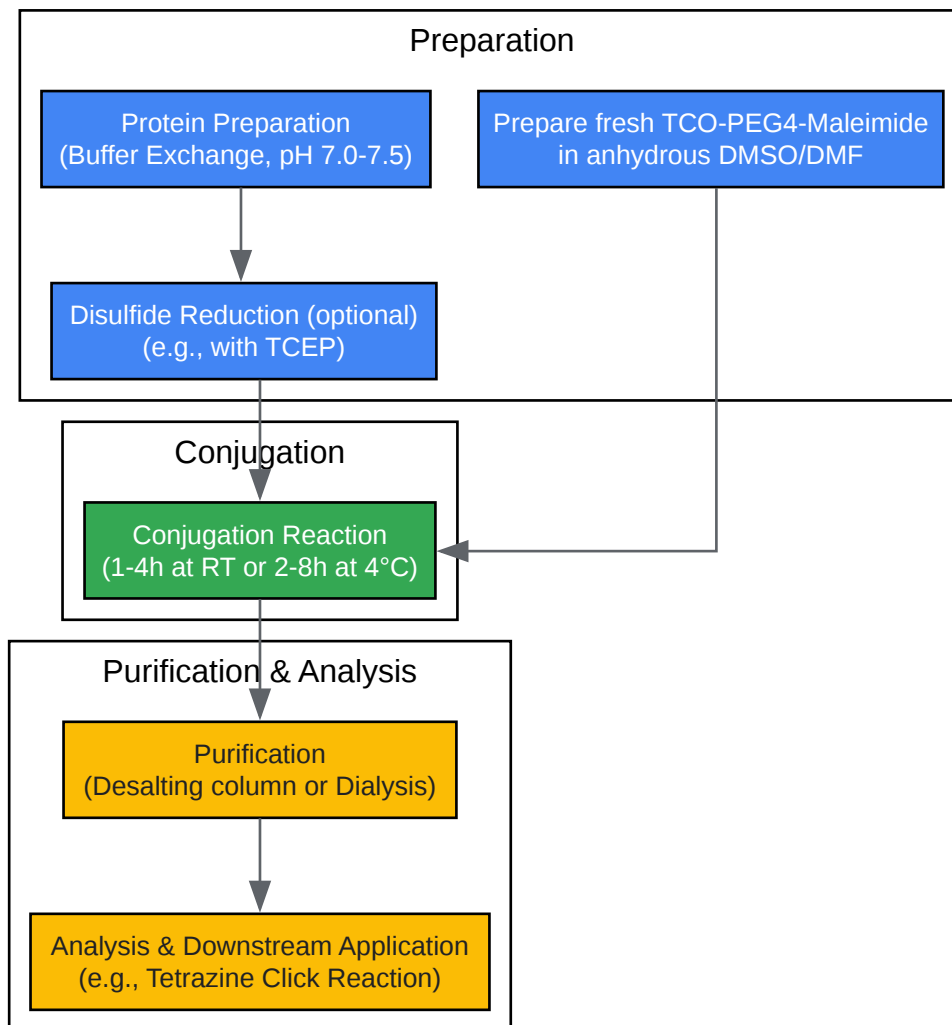 Preparation
Protein Preparation
(Buffer Exchange, pH 7.0-7.5)
Prepare fresh TCO-PEG4-Maleimide
in anhydrous DMSO/DMF
Disulfide Reduction (optional)
(e.g., with TCEP)
Conjugation
Conjugation Reaction
(1-4h at RT or 2-8h at 4°C)
Purification & Analysis
Purification
(Desalting column or Dialysis)
Analysis & Downstream Application
(e.g., Tetrazine Click Reaction)